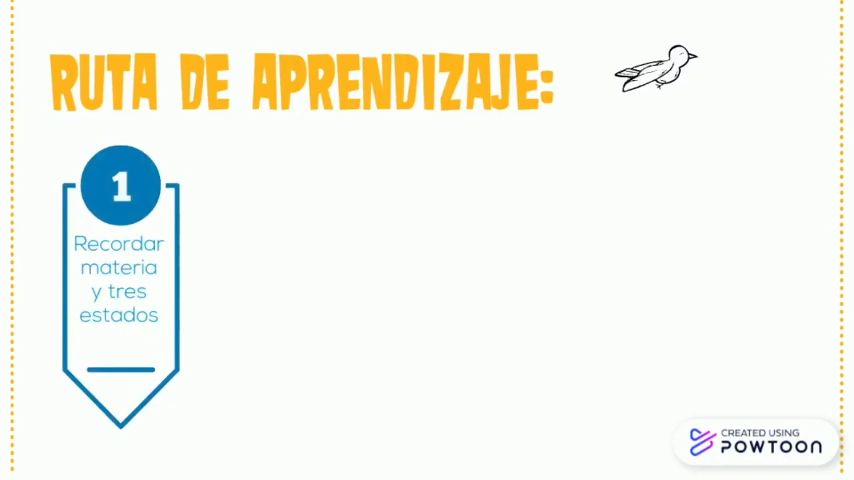 RUTA DE APRENDIZAJE:
1
Recordar
materia
y tres
estados
CREATED USING
POWTOON